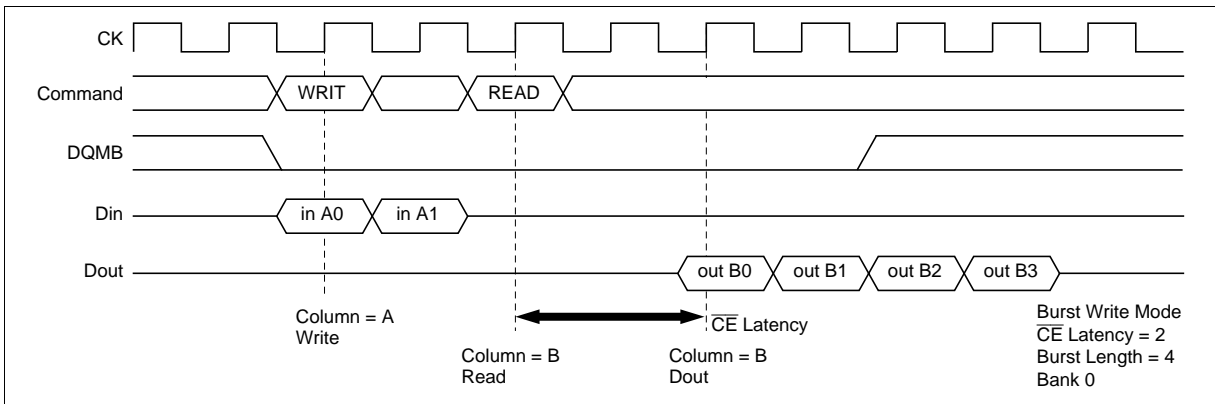 CK
Command WRIT READ
DQMB
Din in A0 in A1
Dout out B0 out B1 out B2 out B3
Column = A
Write
CE Latency
Column = B
Read
Column = B
Dout
Burst Write Mode
CE Latency = 2
Burst Length = 4
Bank 0